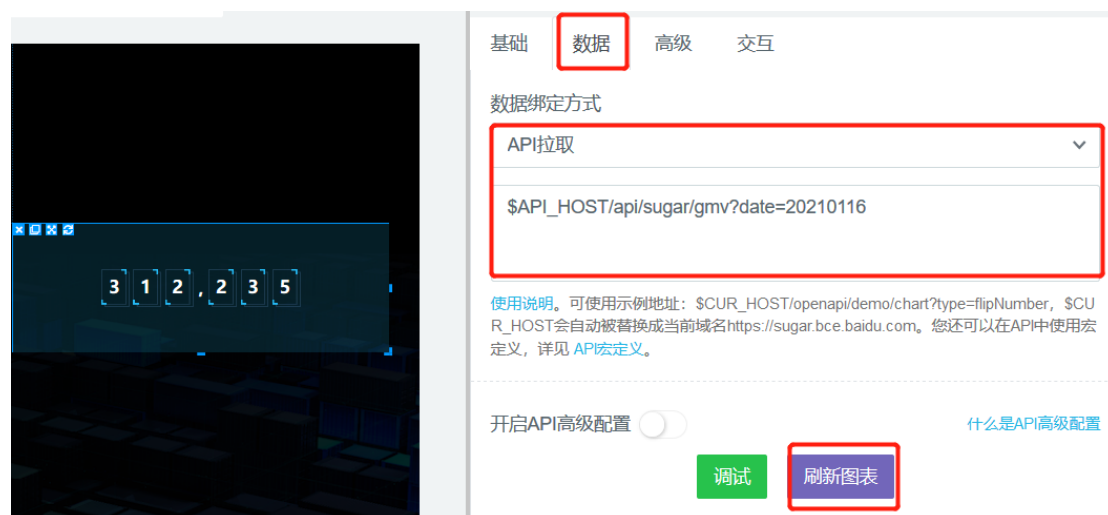 基础 数据 高级 交互
数据绑定方式
API拉取
$API_HOST/api/sugar/gmv?date=20210116
312,235
使用说明。可使用示例地址：$CUR_HOST/openapi/demo/chart?type=flipNumber，$CU
R_HOST会自动被替换成当前域名https://sugar.bce.baidu.com。您还可以在API中使用宏
定义，详见 API宏定义。
开启API高级配置 什么是API高级配置
调试 刷新图表